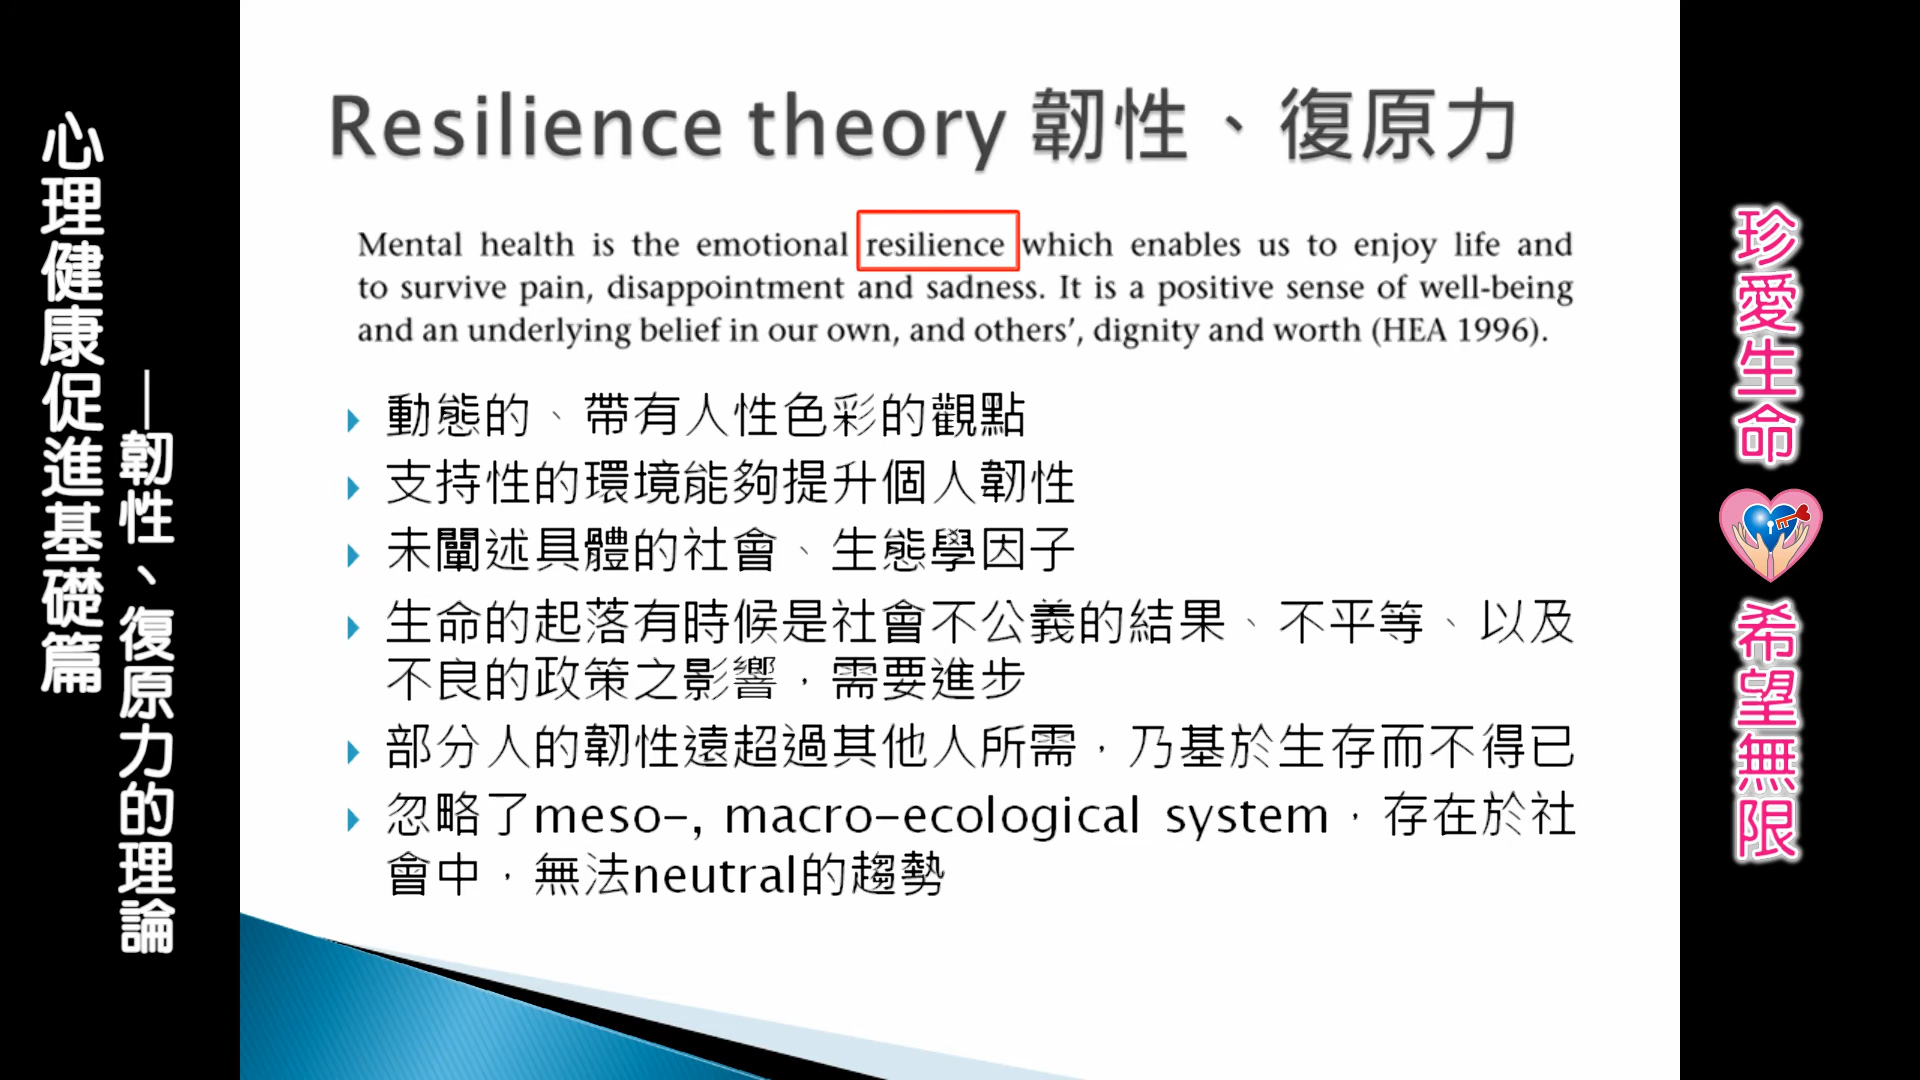 心理健康促進基礎篇
—韌性、復原力的理論
Resilience theory 韌性、復原力
Mental health is the emotional resilience which enables us to enjoy life and
to survive pain, disappointment and sadness. It is a positive sense of well-being
and an underlying belief in our own, and others’, dignity and worth (HEA 1996).
動態的、帶有人性色彩的觀點
支持性的環境能夠提升個人韌性
未闡述具體的社會、生態學因子
生命的起落有時候是社會不公義的結果、不平等、以及
不良的政策之影響，需要進步
部分人的韌性遠超過其他人所需，乃基於生存而不得已
忽略了meso-, macro-ecological system，存在於社
會中，無法neutral的趨勢
珍愛生命
希望無限